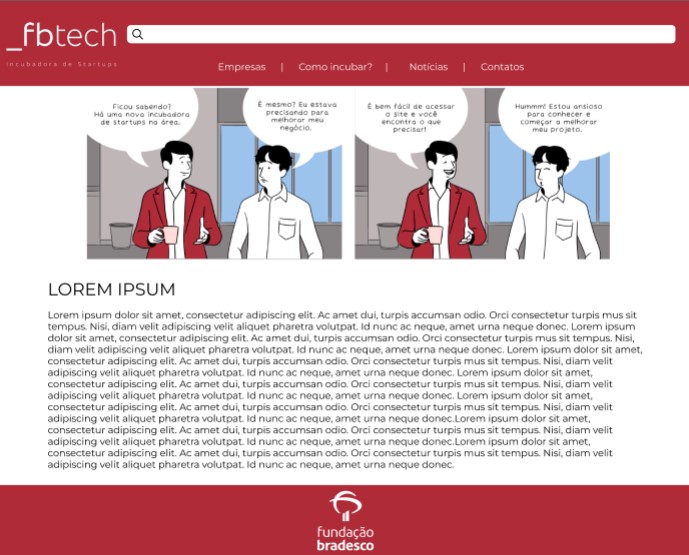 _fbtech
Incubadora de Startups
Empresas | Como incubar? | Notícias | Contatos
Ficou sabendo?
Há uma nova incubadora
de startups na área.
É mesmo? Eu estava
precisando para
melhorar meu
negócio.
É bem fácil de acessar
o site e você
encontra o que
precisar!
Hummm! Estou ansioso
para conhecer e
começar a melhorar
meu projeto.
LOREM IPSUM
Lorem ipsum dolor sit amet, consectetur adipiscing elit. Ac amet dui, turpis accumsan odio. Orci consectetur turpis mus sit
tempus. Nisi, diam velit adipiscing velit aliquet pharetra volutpat. Id nunc ac neque, amet urna neque donec. Lorem ipsum
dolor sit amet, consectetur adipiscing elit. Ac amet dui, turpis accumsan odio. Orci consectetur turpis mus sit tempus. Nisi,
diam velit adipiscing velit aliquet pharetra volutpat. Id nunc ac neque, amet urna neque donec. Lorem ipsum dolor sit amet,
consectetur adipiscing elit. Ac amet dui, turpis accumsan odio. Orci consectetur turpis mus sit tempus. Nisi, diam velit
adipiscing velit aliquet pharetra volutpat. Id nunc ac neque, amet urna neque donec. Lorem ipsum dolor sit amet,
consectetur adipiscing elit. Ac amet dui, turpis accumsan odio. Orci consectetur turpis mus sit tempus. Nisi, diam velit
adipiscing velit aliquet pharetra volutpat. Id nunc ac neque, amet urna neque donec. Lorem ipsum dolor sit amet,
consectetur adipiscing elit. Ac amet dui, turpis accumsan odio. Orci consectetur turpis mus sit tempus. Nisi, diam velit
adipiscing velit aliquet pharetra volutpat. Id nunc ac neque, amet urna neque donec.Lorem ipsum dolor sit amet,
consectetur adipiscing elit. Ac amet dui, turpis accumsan odio. Orci consectetur turpis mus sit tempus. Nisi, diam velit
adipiscing velit aliquet pharetra volutpat. Id nunc ac neque, amet urna neque donec.Lorem ipsum dolor sit amet,
consectetur adipiscing elit. Ac amet dui, turpis accumsan odio. Orci consectetur turpis mus sit tempus. Nisi, diam velit
adipiscing velit aliquet pharetra volutpat. Id nunc ac neque, amet urna neque donec.
fundação
bradesco